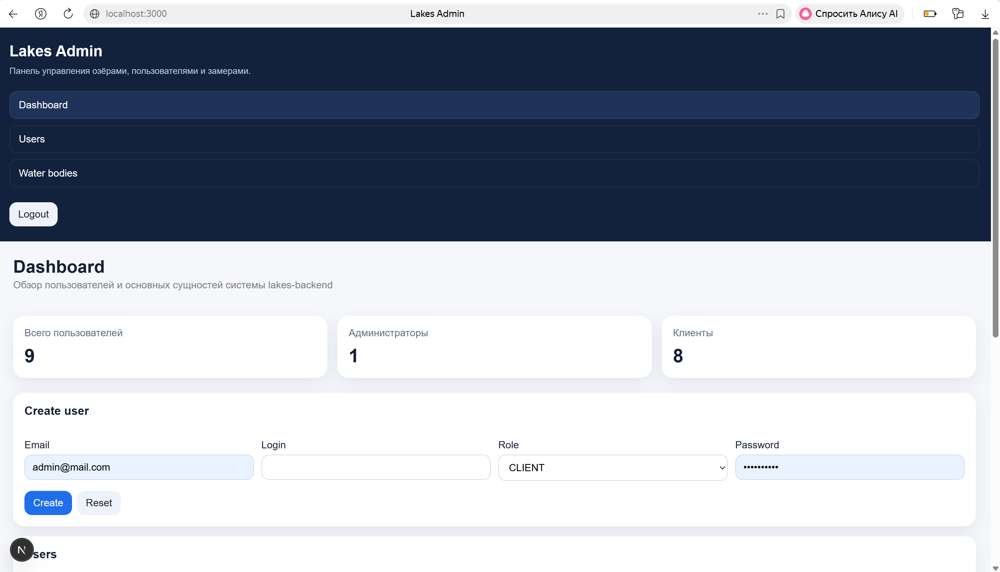 Я
localhost:3000
Lakes Admin
Спросить Алису AI
Lakes Admin
Панель управления озёрами, пользователями и замерами.
Dashboard
Users
Water bodies
Logout
Dashboard
Обзор пользователей и основных сущностей системы lakes-backend
Всего пользователей
Администраторы
Клиенты
9
1
8
Create user
Email
Login
Role
Password
admin@mail.com
CLIENT
••••••••••
Create
Reset
N
sers